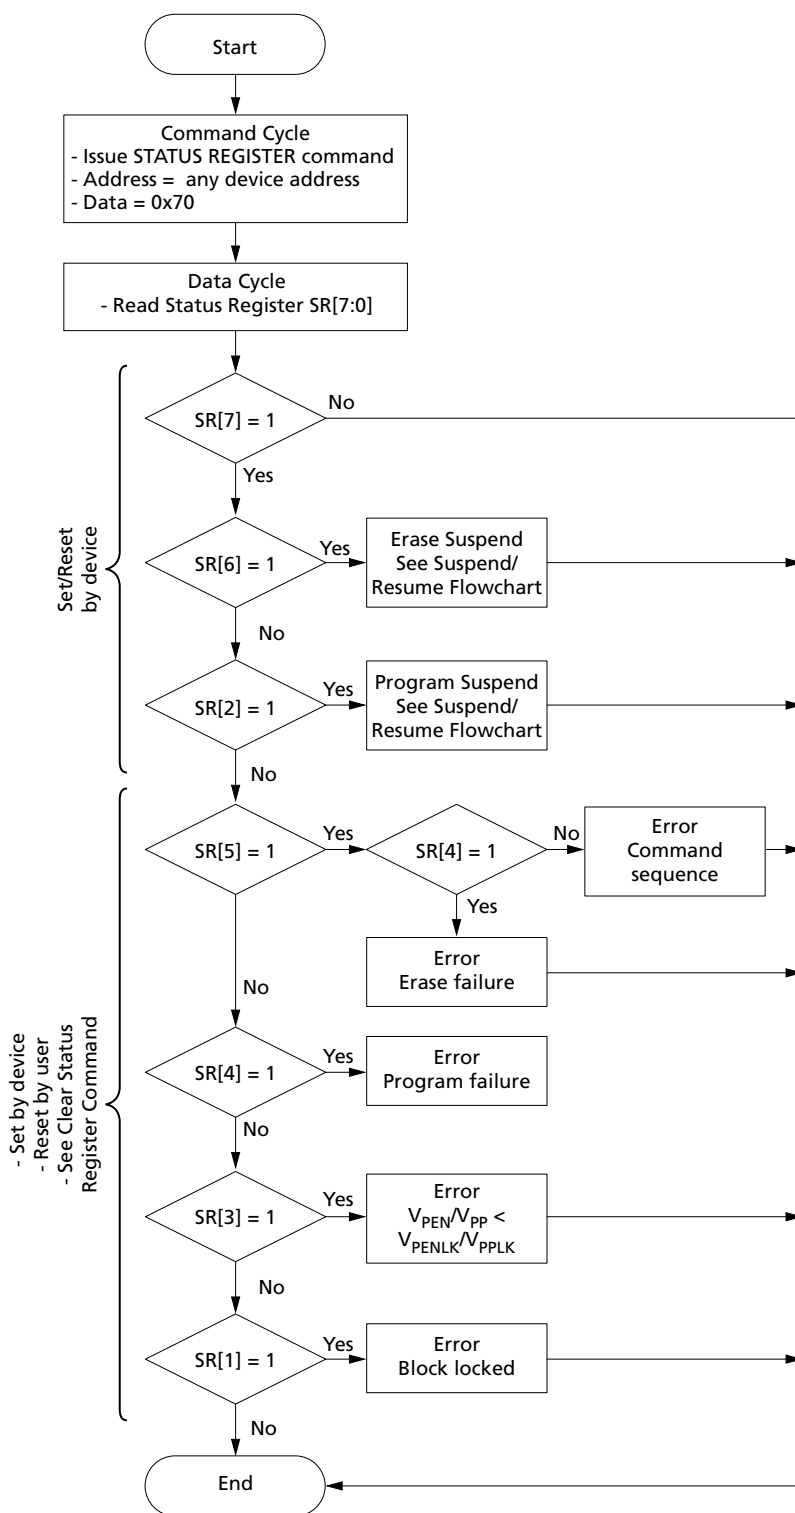 Start
Command Cycle
- Issue STATUS REGISTER command
- Address = any device address
- Data = 0x70
Data Cycle
- Read Status Register SR[7:0]
SR[7] = 1
No
Yes
Set/Reset
by device
SR[6] = 1
Yes
Erase Suspend
See Suspend/
Resume Flowchart
No
SR[2] = 1
Yes
Program Suspend
See Suspend/
Resume Flowchart
No
SR[5] = 1
Yes
SR[4] = 1
No
Error
Command
sequence
Yes
Error
Erase failure
No
- Set by device
- Reset by user
- See Clear Status
Register Command
SR[4] = 1
Yes
Error
Program failure
No
SR[3] = 1
Yes
Error
VPEN/VPP <
VPENLK/VPPLK
No
SR[1] = 1
Yes
Error
Block locked
No
End